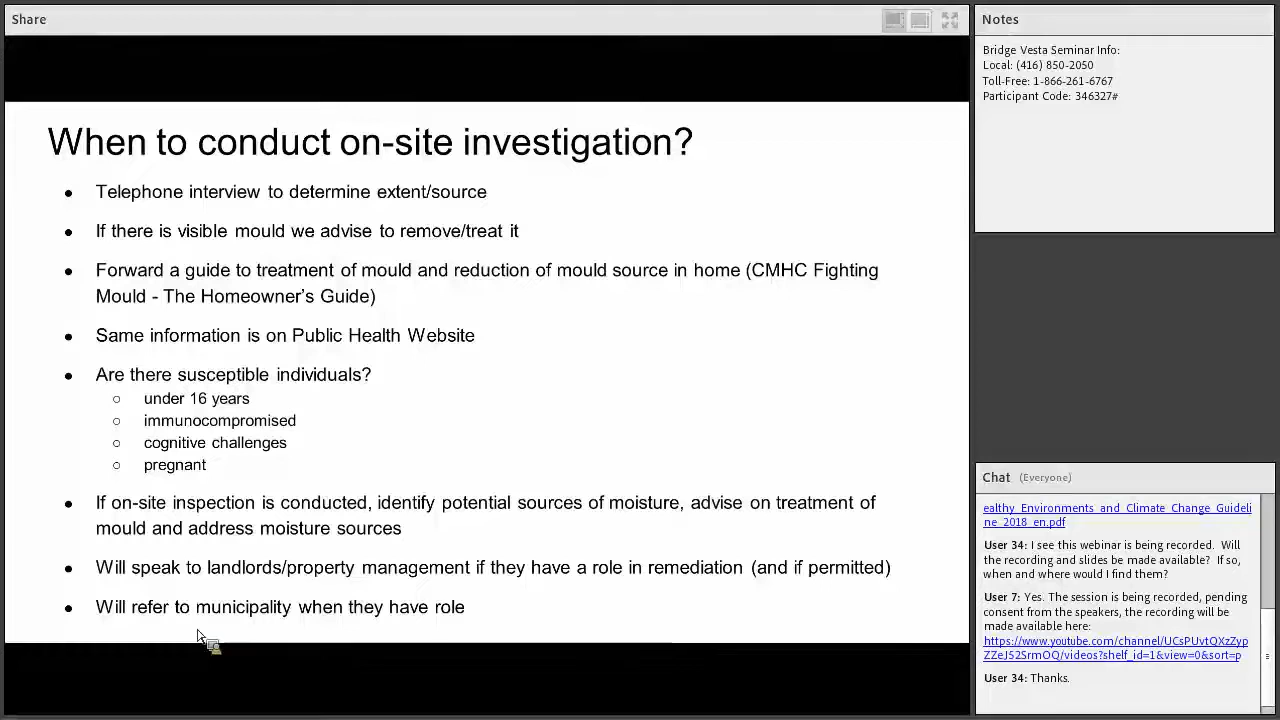 Share
When to conduct on-site investigation?
● Telephone interview to determine extent/source
● If there is visible mould we advise to remove/treat it
● Forward a guide to treatment of mould and reduction of mould source in home (CMHC Fighting
Mould - The Homeowner's Guide)
● Same information is on Public Health Website
● Are there susceptible individuals?
○ under 16 years
○ immunocompromised
○ cognitive challenges
○ pregnant
● If on-site inspection is conducted, identify potential sources of moisture, advise on treatment of
mould and address moisture sources
● Will speak to landlords/property management if they have a role in remediation (and if permitted)
● Will refer to municipality when they have role
Notes
Bridge Vesta Seminar Info:
Local: (416) 850-2050
Toll-Free: 1-866-261-6767
Participant Code: 346327#
Chat (Everyone)
ealthy_Environments_and_Climate_Change_Guideli
ne_2018_en.pdf
User 34: I see this webinar is being recorded. Will
the recording and slides be made available? If so,
when and where would I find them?
User 7: Yes. The session is being recorded, pending
consent from the speakers, the recording will be
made available here:
https://www.youtube.com/channel/UCsPUvtQXzZyp
ZZeJ52SrmOQ/videos?shelf_id=1&view=0&sort=p
User 34: Thanks.